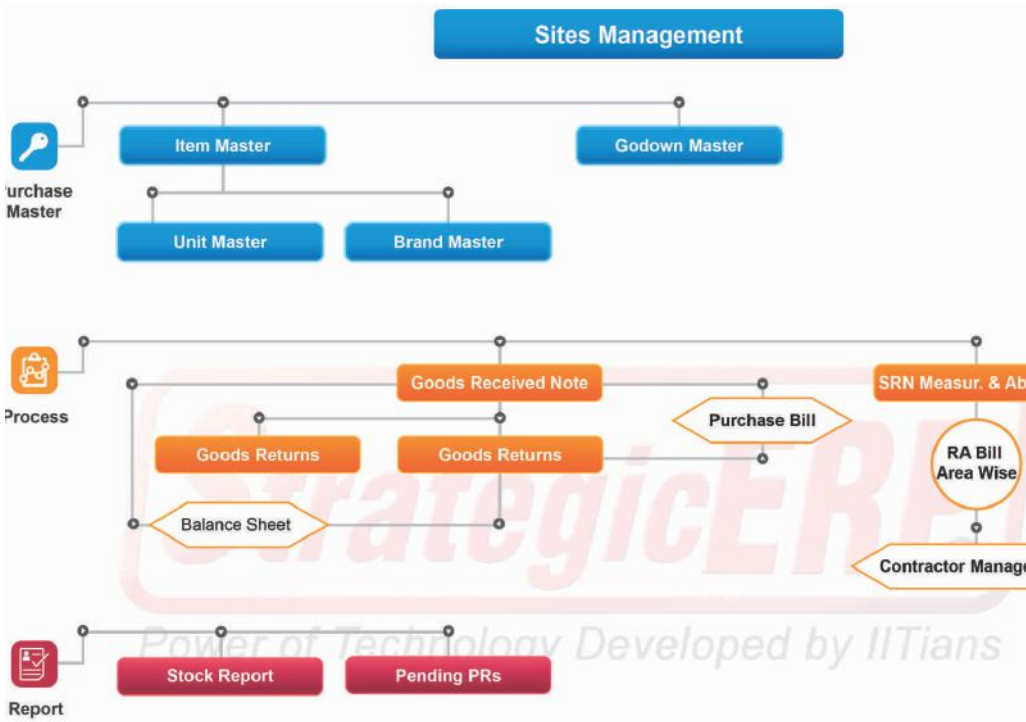 Sites Management
Item Master
Godown Master
urchase
Master
Unit Master
Brand Master
Goods Received Note
SRN Measur. & Ab
Process
Purchase Bill
Goods Returns
Goods Returns
RA Bill
Area Wise
Balance Sheet
StrategicERP
Contractor Manage
Power of Technology Developed by IITians
Stock Report
Pending PRs
Report